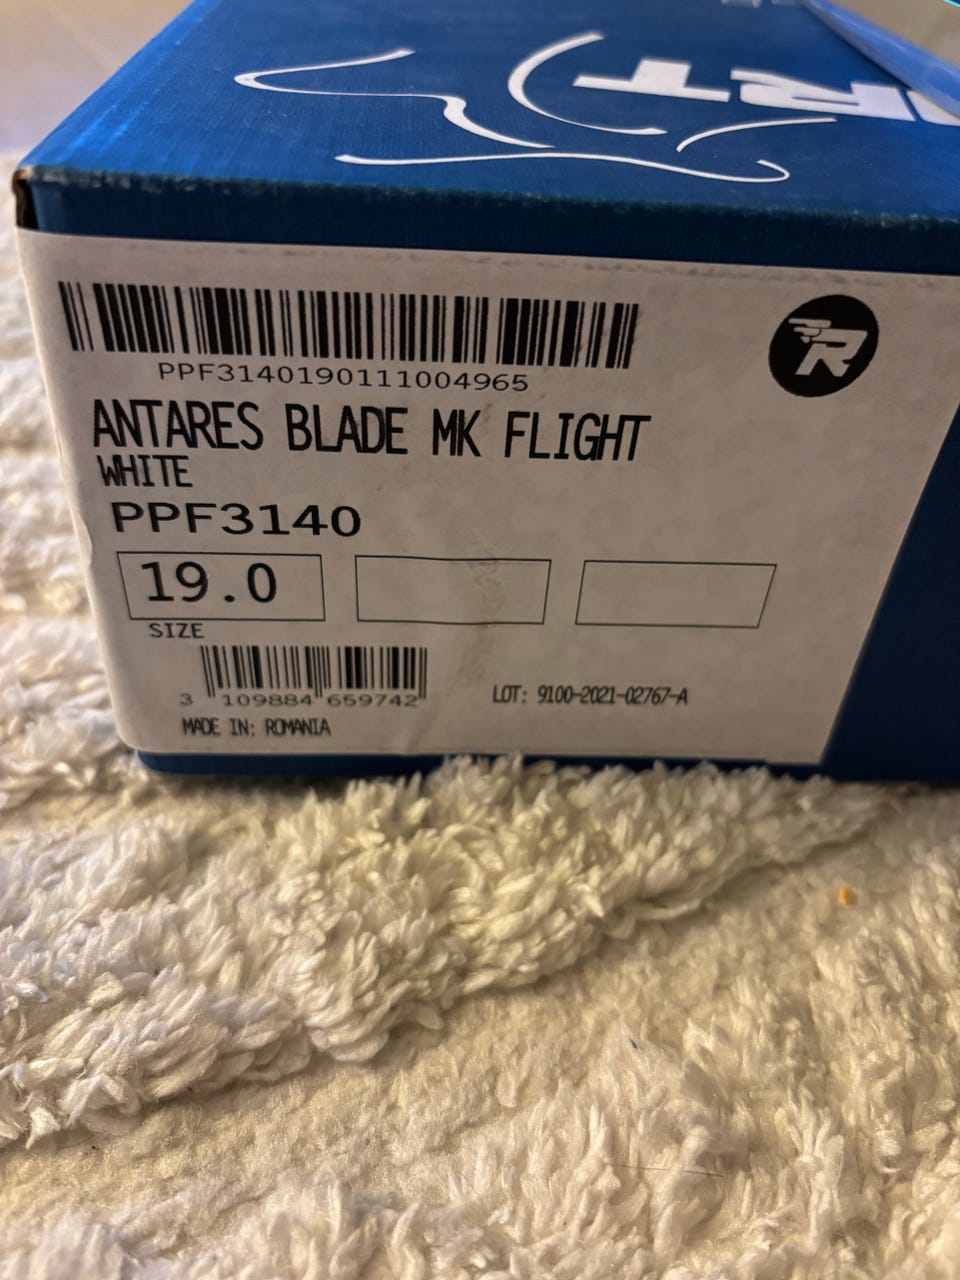 PPF3140190111004965
ANTARES BLADE MK FLIGHT
WHITE
PPF3140
19.0
SIZE
3 109884 659742
LOT: 9100-2021-02767-A
MADE IN: ROMANIA
R